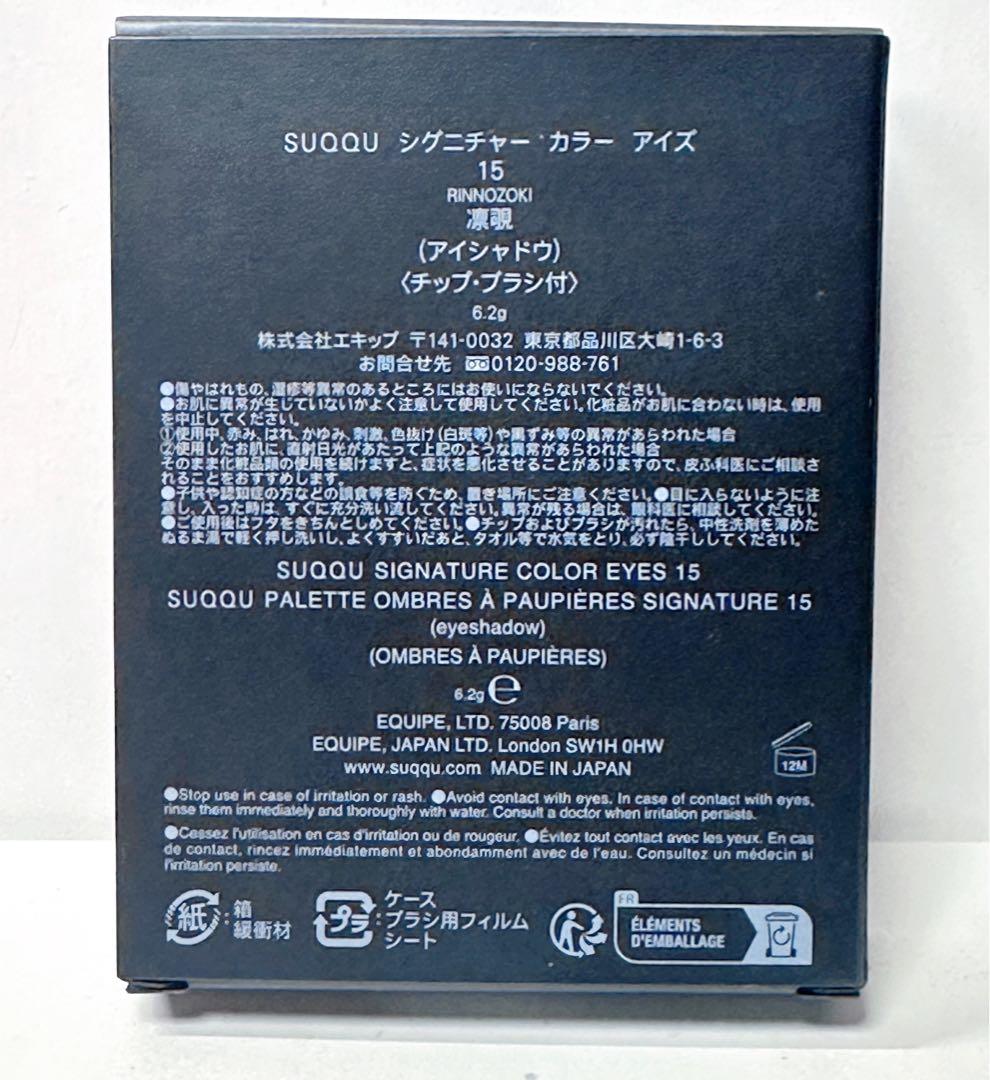 SUQQU シグニチャー カラー アイズ
15
RINNOZOKI
凛覗
(アイシャドウ)
〈チップ・ブラシ付〉
6.2g
株式会社エキップ 〒141-0032 東京都品川区大崎1-6-3
お問合せ先 0120-988-761
●傷やはれもの、湿疹等異常のあるところにはお使いにならないでください。
●お肌に異常が生じていないかよく注意して使用してください。化粧品がお肌に合わない時は、使用
を中止してください。
①使用中、赤み、はれ、かゆみ、刺激、色抜け(白斑等)や黒ずみ等の異常があらわれた場合
②使用したお肌に、直射日光があたって上記のような異常があらわれた場合
そのまま化粧品類の使用を続けますと、症状を悪化させることがありますので、皮ふ科医にご相談さ
れることをおすすめします。
●子供や認知症の方などの誤食等を防ぐため、置き場所にご注意ください。●目に入らないように注
意し、入った時は、すぐに充分洗い流してください。異常が残る場合は、眼科医に相談してください。
●ご使用後はフタをきちんとしめてください。●チップおよびブラシが汚れたら、中性洗剤を薄めた
ぬるま湯で軽く押し洗いし、よくすすいだあと、タオル等で水気をとり、必ず陰干ししてください。
SUQQU SIGNATURE COLOR EYES 15
SUQQU PALETTE OMBRES À PAUPIÈRES SIGNATURE 15
(eyeshadow)
(OMBRES À PAUPIÈRES)
6.2g ℮
EQUIPE, LTD. 75008 Paris
EQUIPE, JAPAN LTD. London SW1H 0HW
www.suqqu.com MADE IN JAPAN
12M
●Stop use in case of irritation or rash. ●Avoid contact with eyes. In case of contact with eyes,
rinse them immediately and thoroughly with water. Consult a doctor when irritation persists.
●Cessez l'utilisation en cas d'irritation ou de rougeur. ●Évitez tout contact avec les yeux. En cas
de contact, rincez immédiatement et abondamment avec de l'eau. Consultez un médecin si
l'irritation persiste.
紙:箱
緩衝材
プラ:ケース
ブラシ用フィルム
シート
FR
ÉLÉMENTS
D'EMBALLAGE